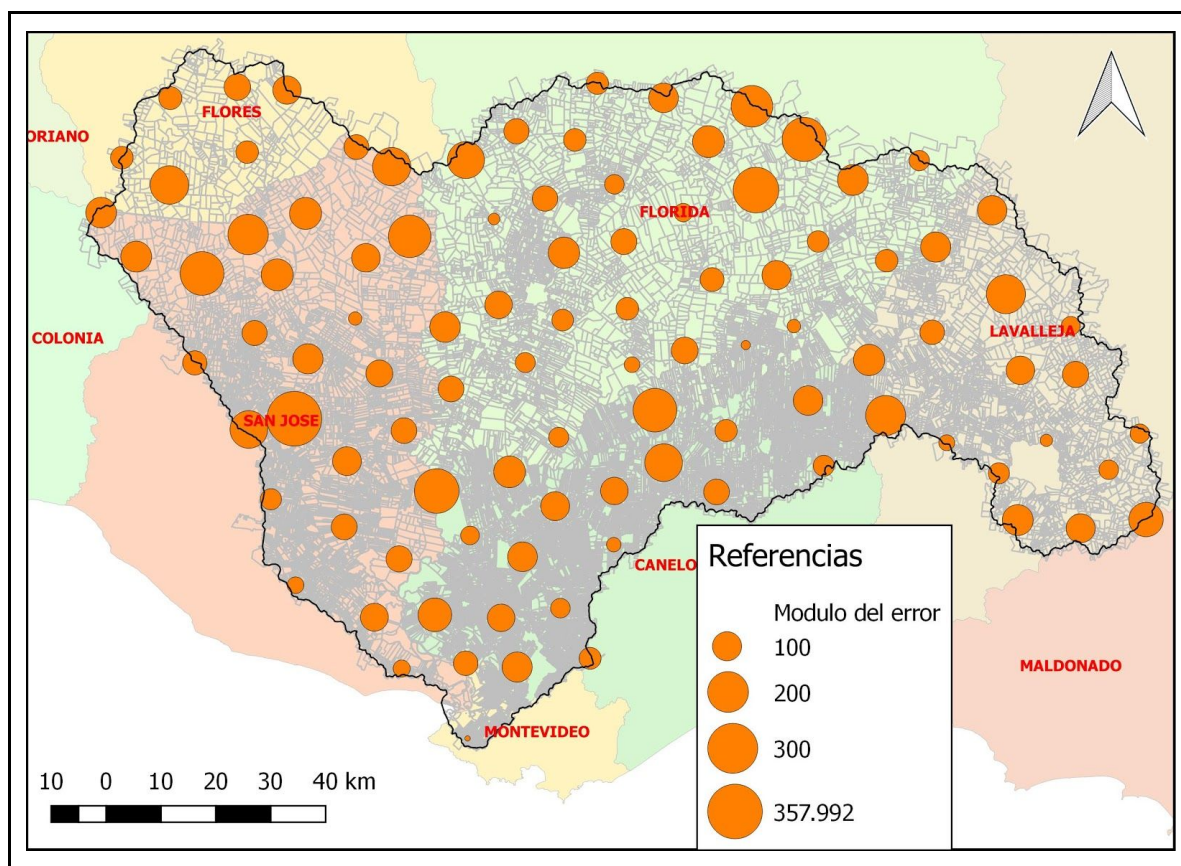 FLORES
ORIANO
FLORIDA
COLONIA
LAVALLEJA
SAN JOSE
CANELO
MALDONADO
MONTEVIDEO
Referencias
Modulo del error
100
200
300
357.992
10 0 10 20 30 40 km